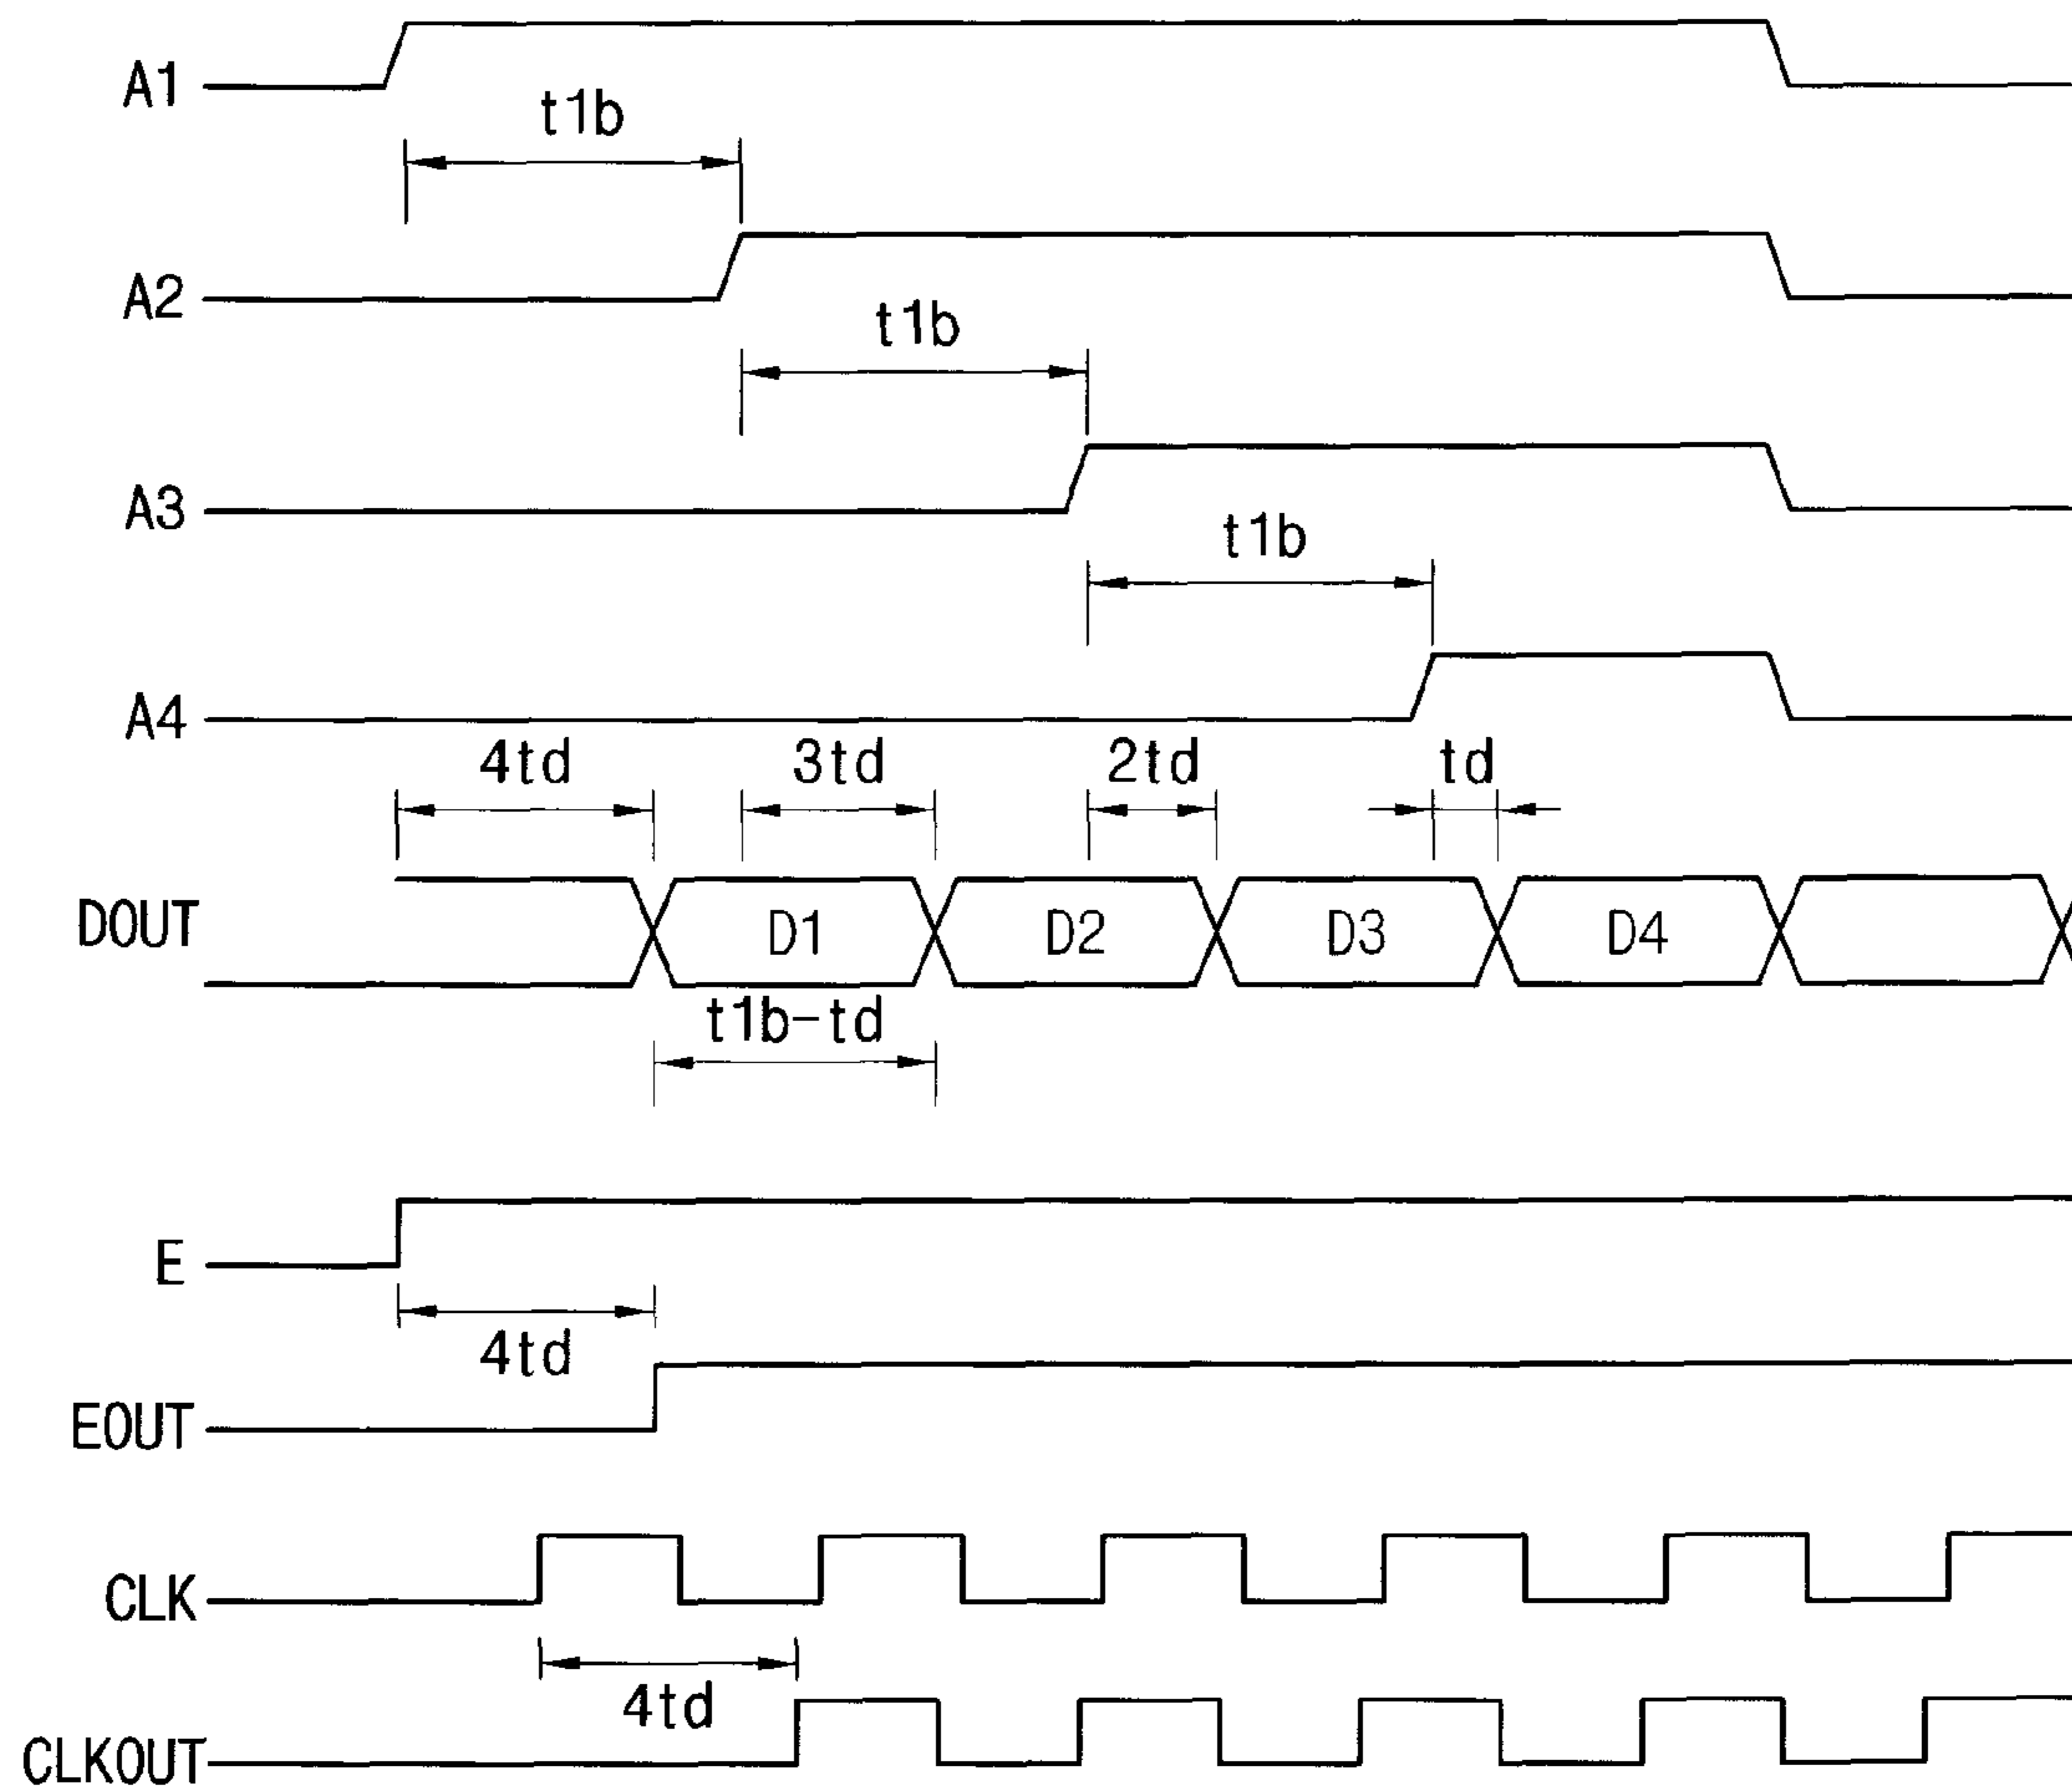 A1
t1b
A2
t1b
A3
t1b
A4
4td 3td 2td td
DOUT D1 D2 D3 D4
t1b-td
E
4td
EOUT
CLK
4td
CLKOUT